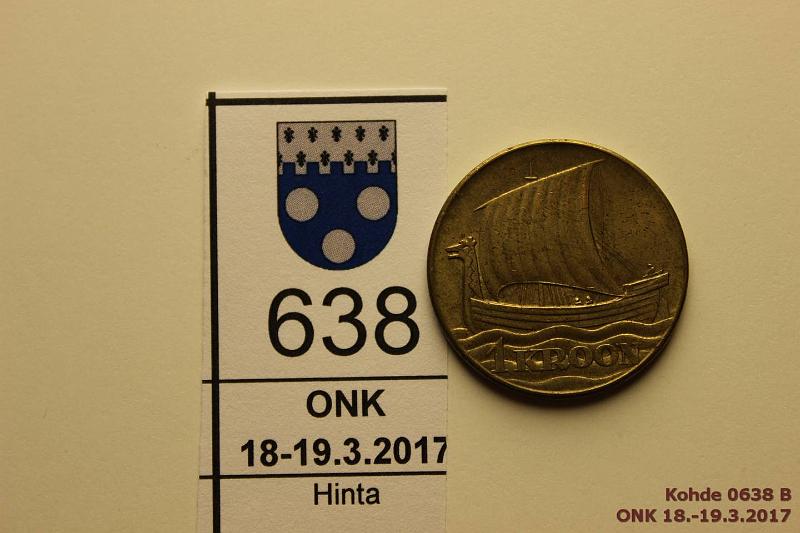 638
ONK
18-19.3.2017
Hinta
1 KROON
Kohde 0638 B
ONK 18.-19.3.2017